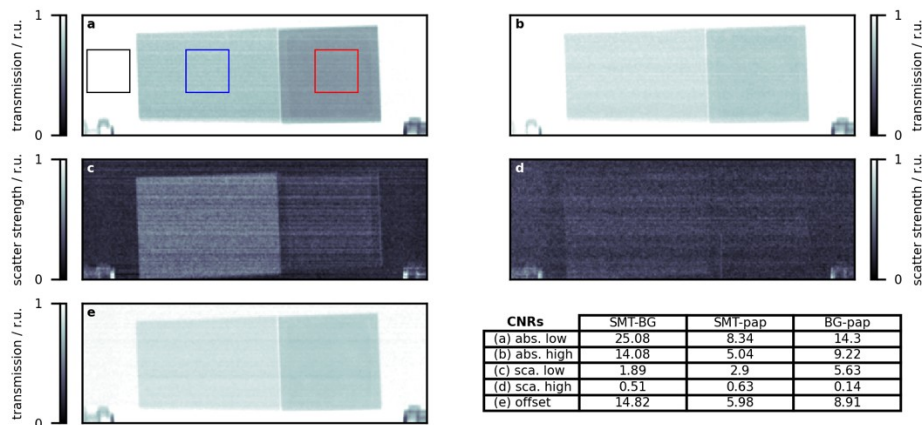 1
transmission / r.u.
0
a
1
transmission / r.u.
0
b
1
scatter strength / r.u.
0
c
1
scatter strength / r.u.
0
d
1
transmission / r.u.
0
e
CNRs SMT-BG SMT-pap BG-pap
(a) abs. low 25.08 8.34 14.3
(b) abs. high 14.08 5.04 9.22
(c) sca. low 1.89 2.9 5.63
(d) sca. high 0.51 0.63 0.14
(e) offset 14.82 5.98 8.91